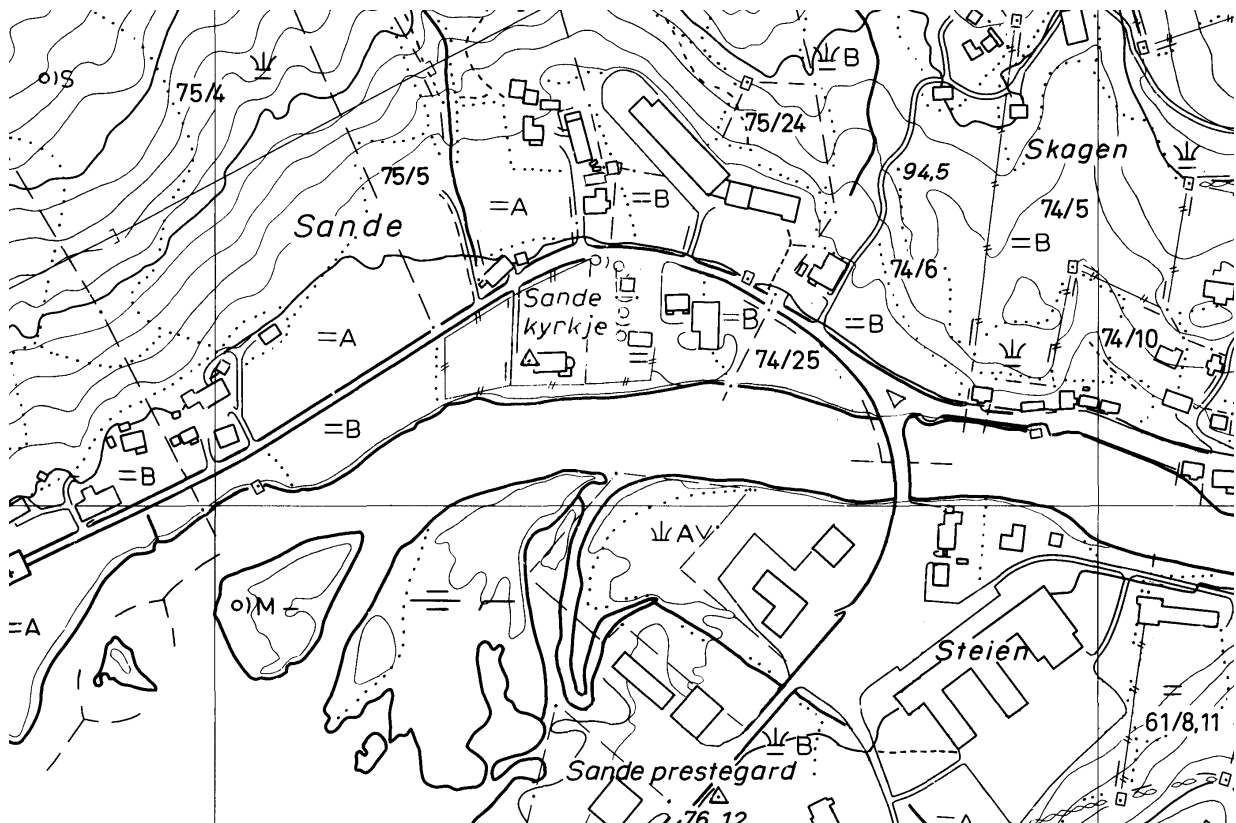 S
75/4
B
75/24
Skagen
75/5
94,5
=A
=B
74/5
Sande
=B
74/6
Sande
kyrkje
=A
=B
=B
74/10
74/25
=B
=B
AV
M
=A
Steien
61/8,11
B
Sande prestegard
76,12
=A